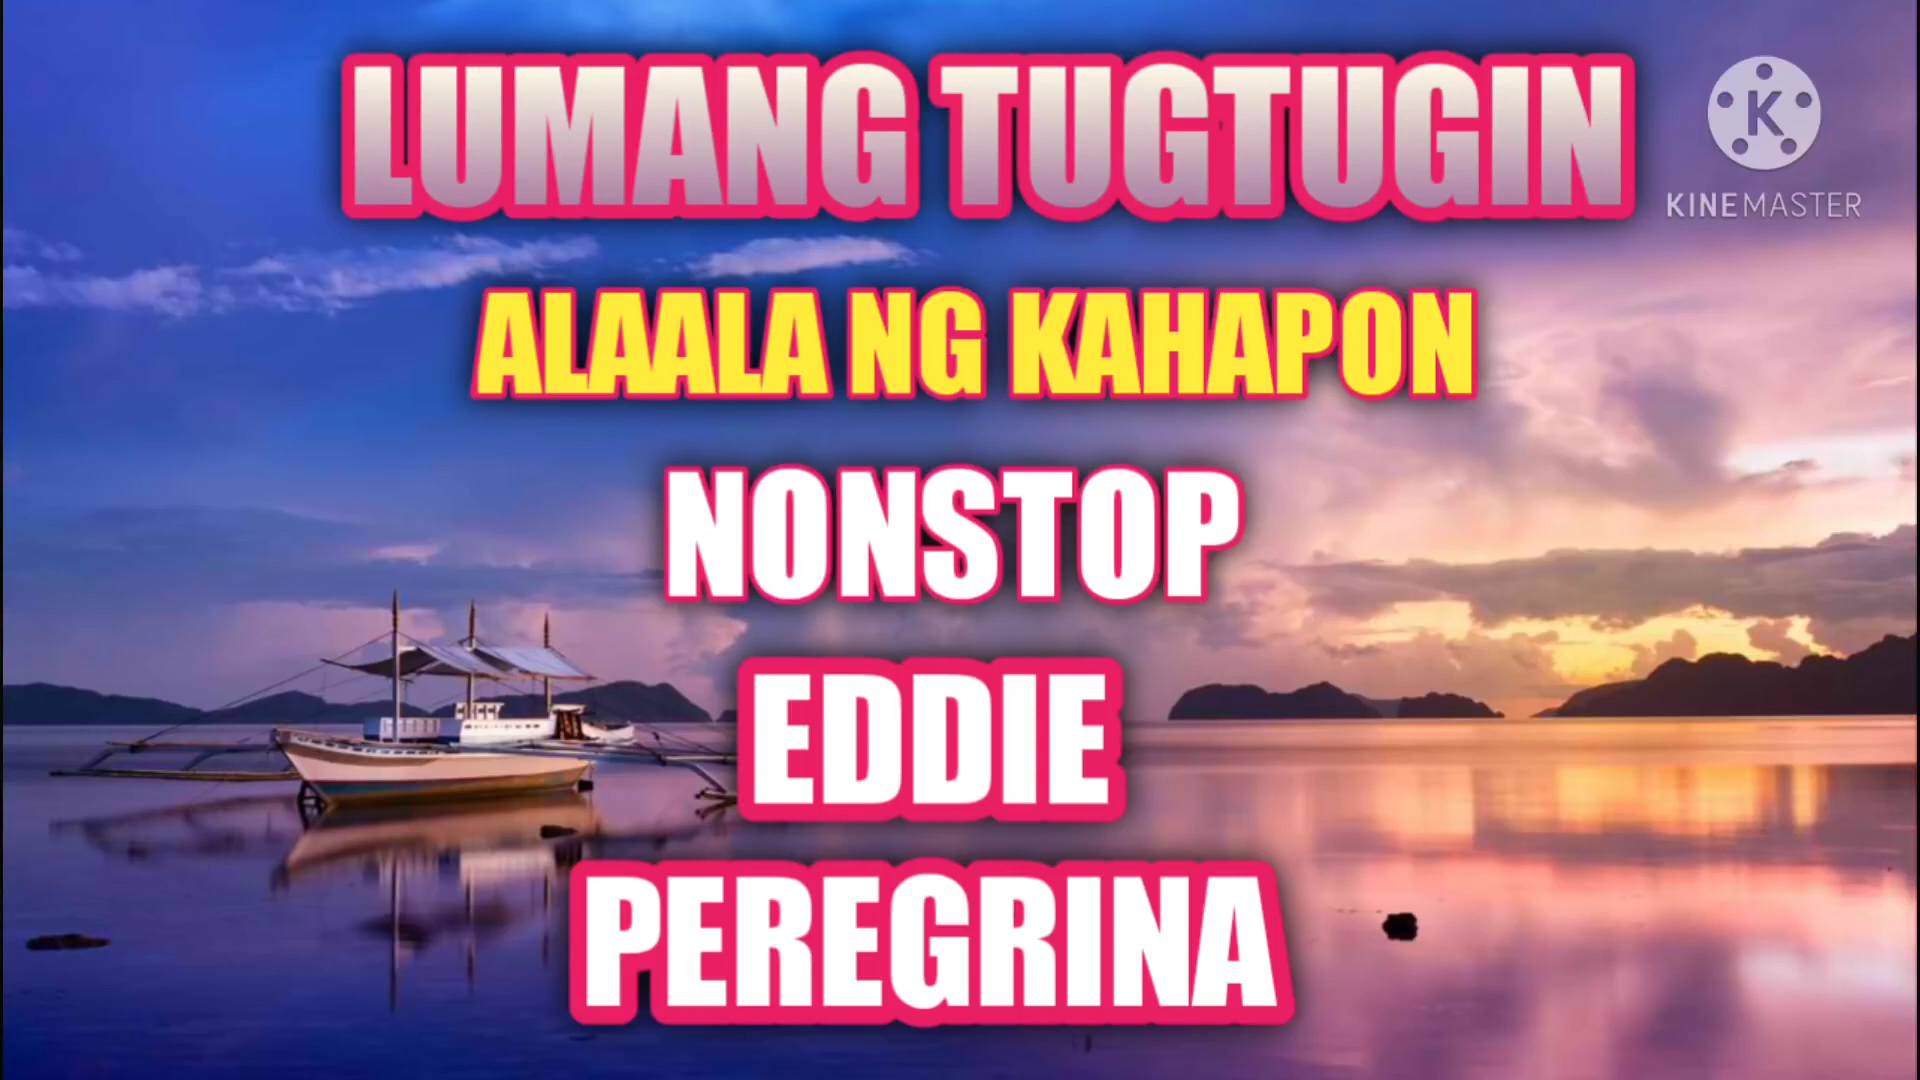 LUMANG TUGTUGIN
K
KINEMASTER
ALAALA NG KAHAPON
NONSTOP
EDDIE
PEREGRINA